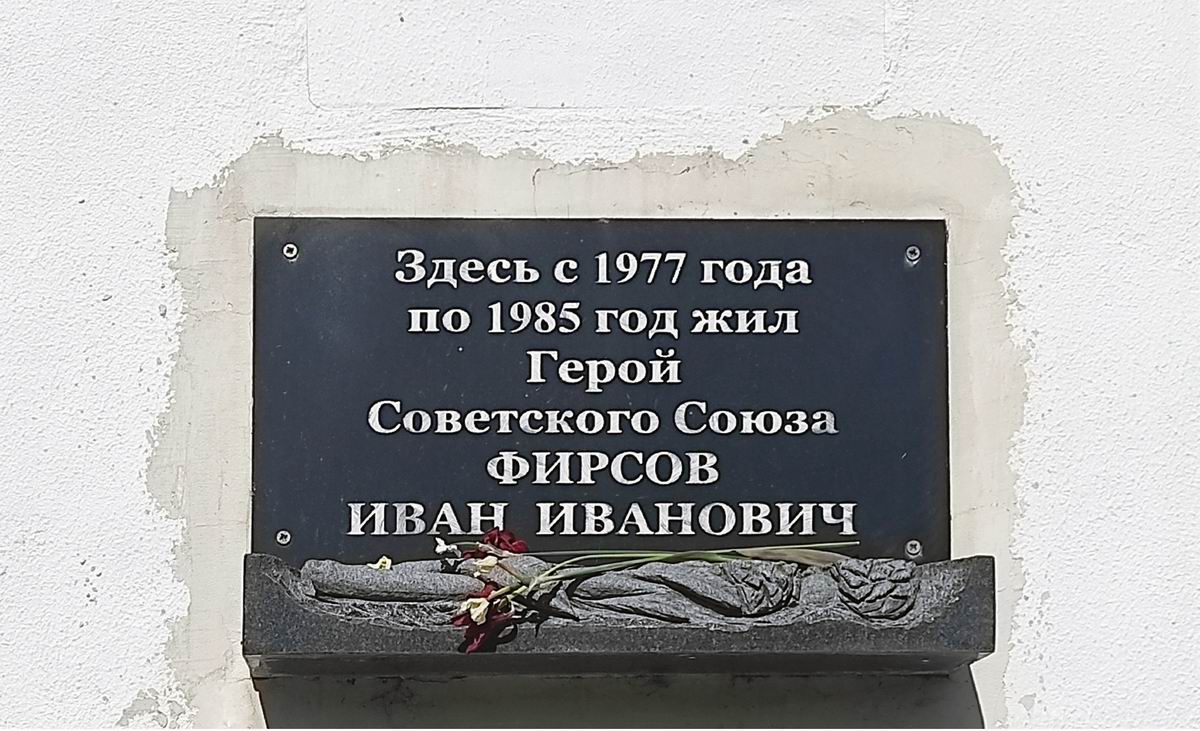 Здесь с 1977 года
по 1985 год жил
Герой
Советского Союза
ФИРСОВ
ИВАН ИВАНОВИЧ